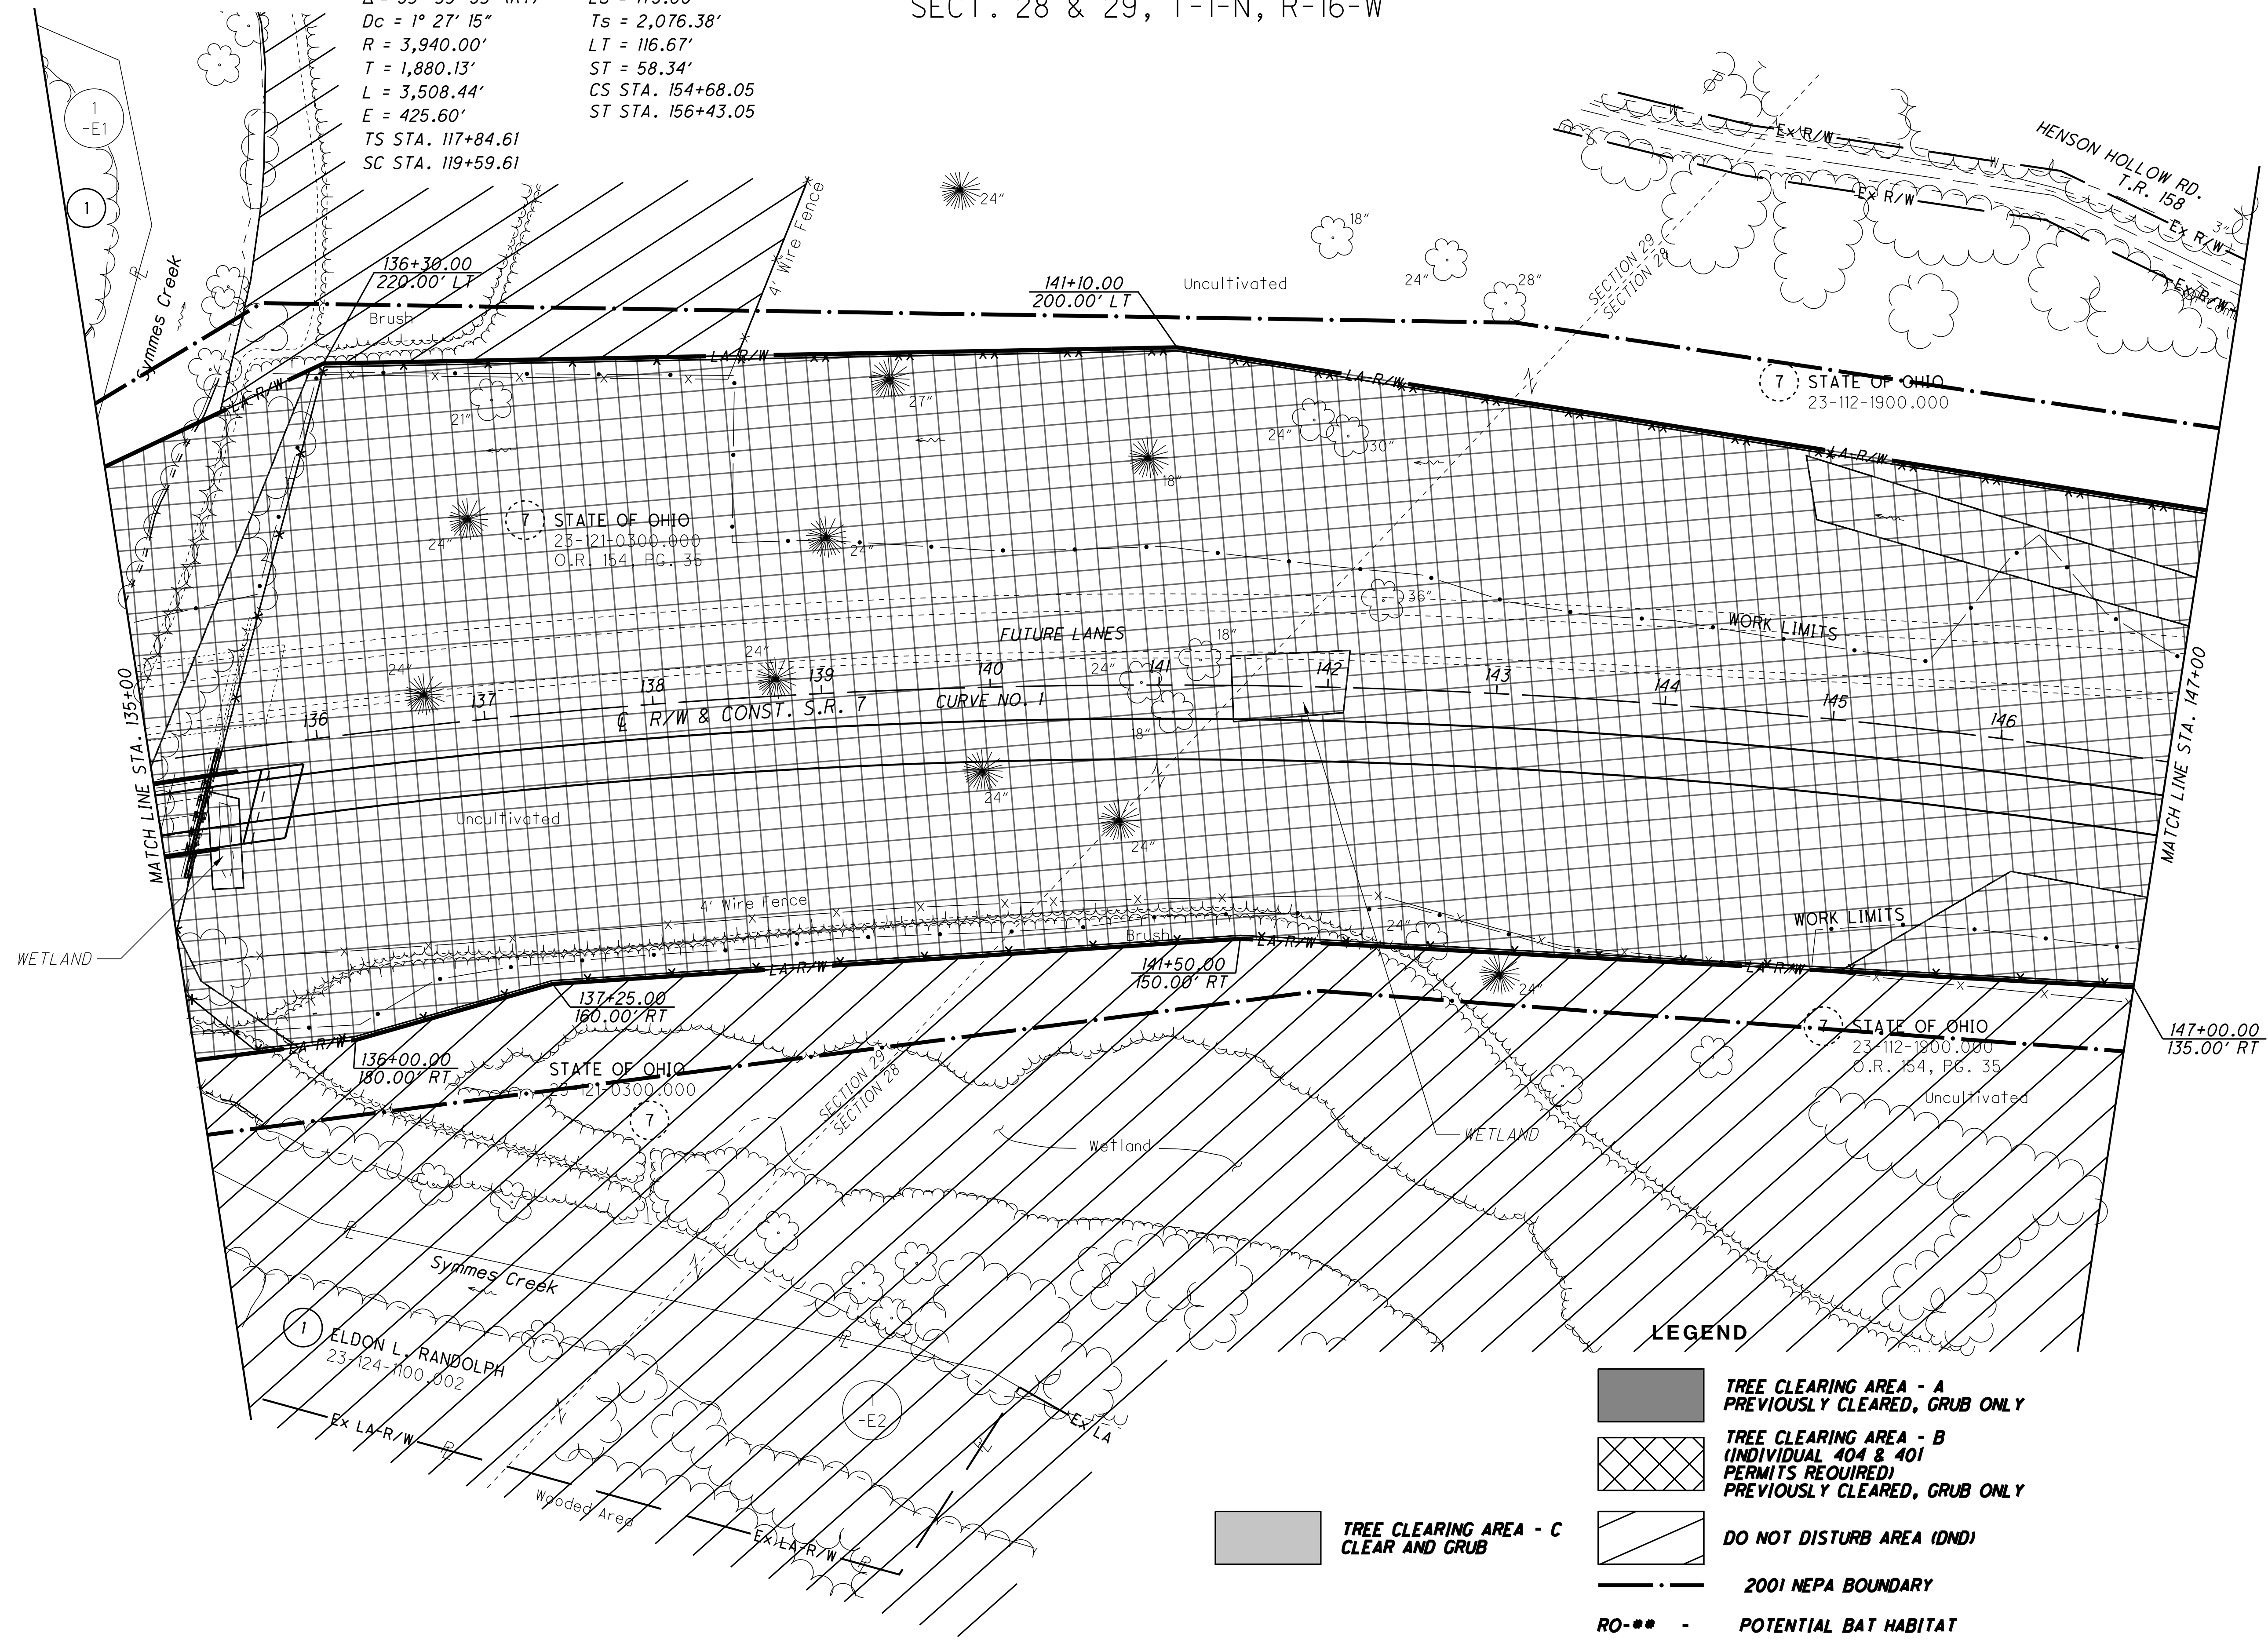 SECT. 28 & 29, T-1-N, R-16-W
Dc = 1° 27' 15"
R = 3,940.00'
T = 1,880.13'
L = 3,508.44'
E = 425.60'
TS STA. 117+84.61
SC STA. 119+59.61
Ts = 2,076.38'
LT = 116.67'
ST = 58.34'
CS STA. 154+68.05
ST STA. 156+43.05
1
-E1
1
Symmes Creek
136+30.00
220.00' LT
Brush
4' Wire Fence
24"
18"
24"
28"
141+10.00
200.00' LT
Uncultivated
SECTION 29
SECTION 28
Ex R/W
Ex R/W
W
W
HENSON HOLLOW RD.
T.R. 158
3"
Ex R/W
Ex R/W
7
STATE OF OHIO
23-112-1900.000
LA R/W
LA-R/W
LA-R/W
LA-R/W
21"
27"
24"
30"
18"
24"
7
STATE OF OHIO
23-121-0300.000
O.R. 154, PG. 35
24"
36"
FUTURE LANES
WORK LIMITS
18"
24"
24"
24"
18"
136
137
138
139
140
141
142
143
144
145
146
℄ R/W & CONST. S.R. 7
CURVE NO. 1
MATCH LINE STA. 135+00
MATCH LINE STA. 147+00
24"
24"
Uncultivated
WETLAND
4' Wire Fence
Brush
24"
WORK LIMITS
LA R/W
LA-R/W
LA-R/W
LA R/W
141+50.00
150.00' RT
24"
137+25.00
160.00' RT
136+00.00
180.00' RT
147+00.00
135.00' RT
STATE OF OHIO
23-121-0300.000
7
SECTION 29
SECTION 28
7
STATE OF OHIO
23-112-1900.000
O.R. 154, PG. 35
Uncultivated
Wetland
WETLAND
Symmes Creek
1
ELDON L. RANDOLPH
23-124-1100.002
1
-E2
Ex LA-R/W
Ex LA
Wooded Area
Ex LA-R/W
LEGEND
TREE CLEARING AREA - A
PREVIOUSLY CLEARED, GRUB ONLY
TREE CLEARING AREA - B
(INDIVIDUAL 404 & 401
PERMITS REQUIRED)
PREVIOUSLY CLEARED, GRUB ONLY
TREE CLEARING AREA - C
CLEAR AND GRUB
DO NOT DISTURB AREA (DND)
2001 NEPA BOUNDARY
RO-** - POTENTIAL BAT HABITAT